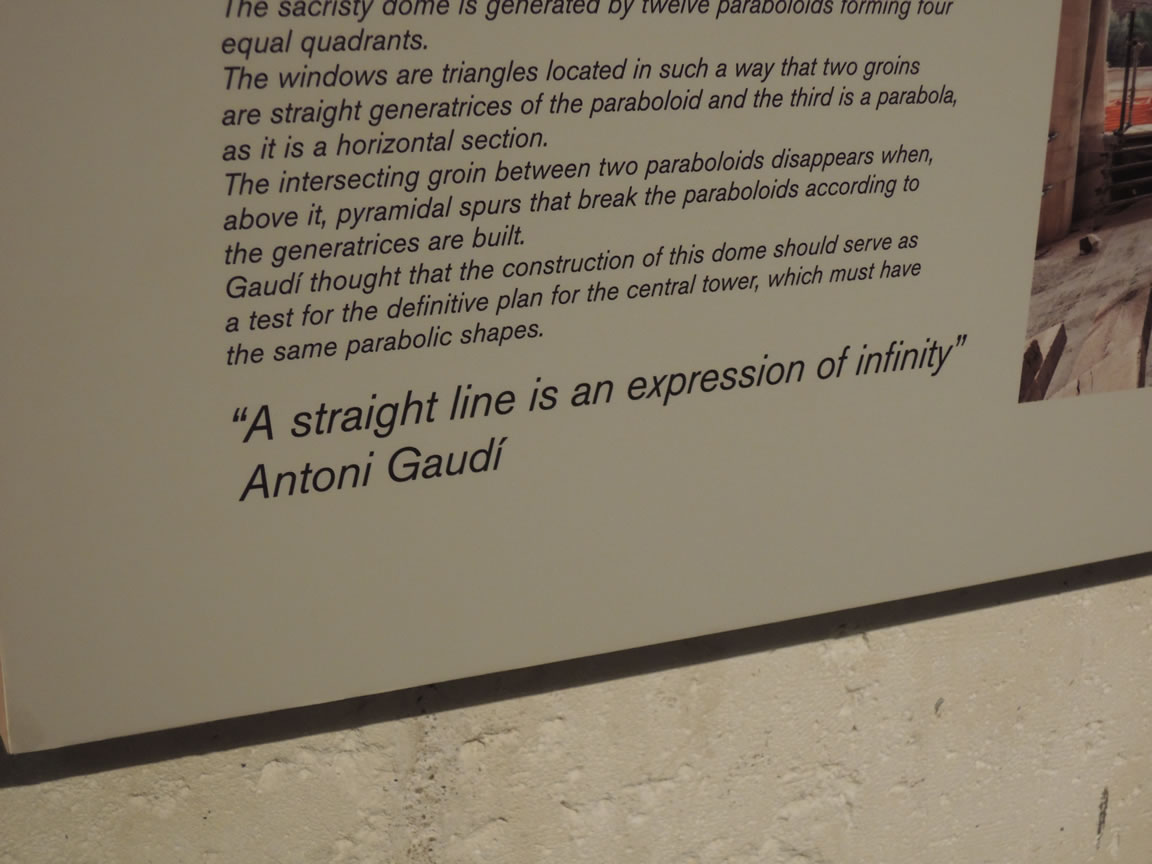 The sacristy dome is generated by twelve paraboloids forming four
equal quadrants.
The windows are triangles located in such a way that two groins
are straight generatrices of the paraboloid and the third is a parabola,
as it is a horizontal section.
The intersecting groin between two paraboloids disappears when,
above it, pyramidal spurs that break the paraboloids according to
the generatrices are built.
Gaudí thought that the construction of this dome should serve as
a test for the definitive plan for the central tower, which must have
the same parabolic shapes.
“A straight line is an expression of infinity”
Antoni Gaudí